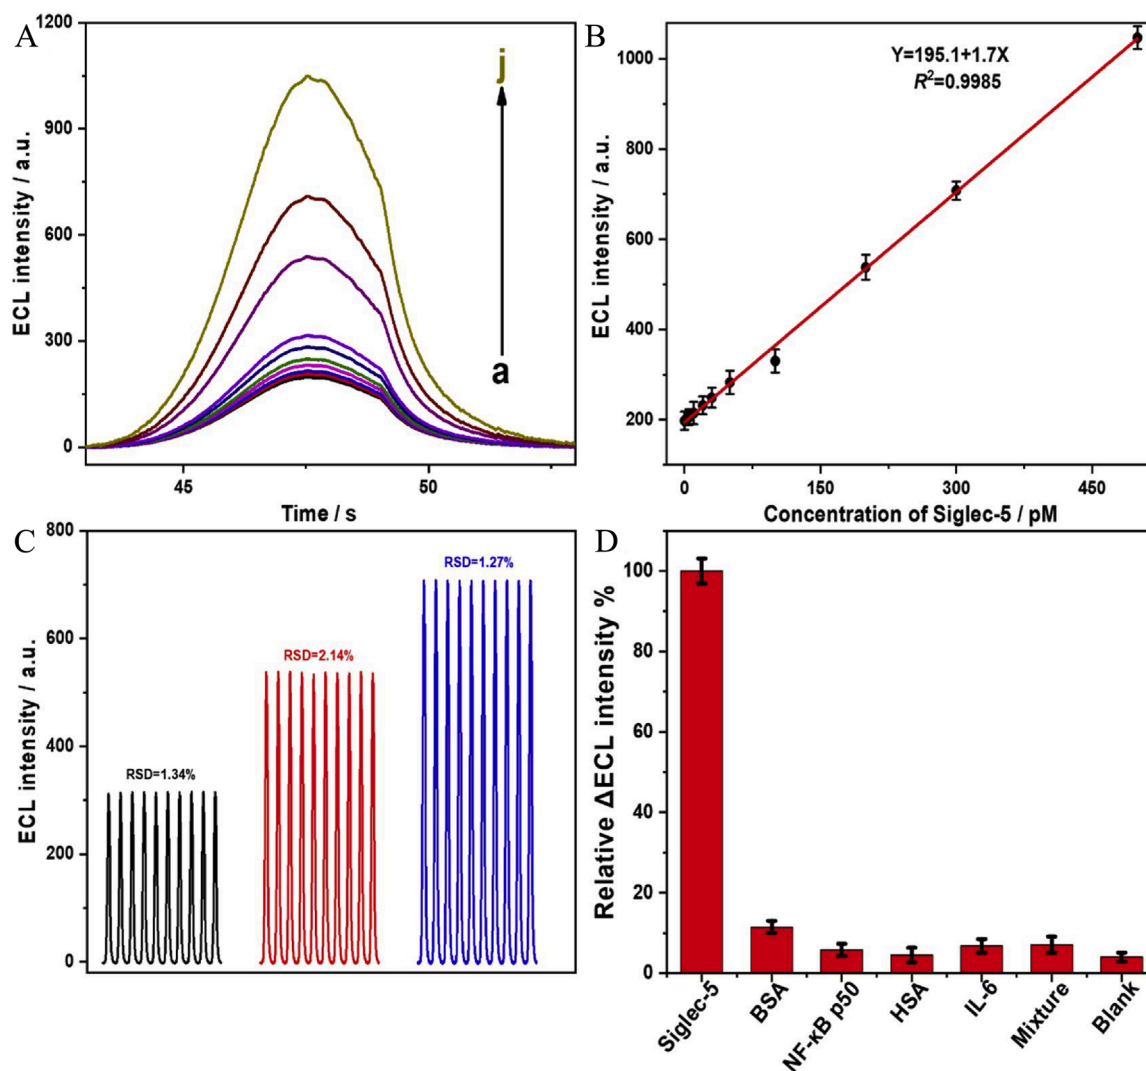 A
1200
900
600
300
0
45
50
ECL intensity / a.u.
Time / s
j
a
B
Y=195.1+1.7X
R²=0.9985
1000
800
600
400
200
0
150
300
450
ECL intensity / a.u.
Concentration of Siglec-5 / pM
C
800
600
400
200
0
ECL intensity / a.u.
RSD=1.34%
RSD=2.14%
RSD=1.27%
D
100
80
60
40
20
0
Relative ΔECL intensity %
Siglec-5
BSA
NF-κB p50
HSA
IL-6
Mixture
Blank